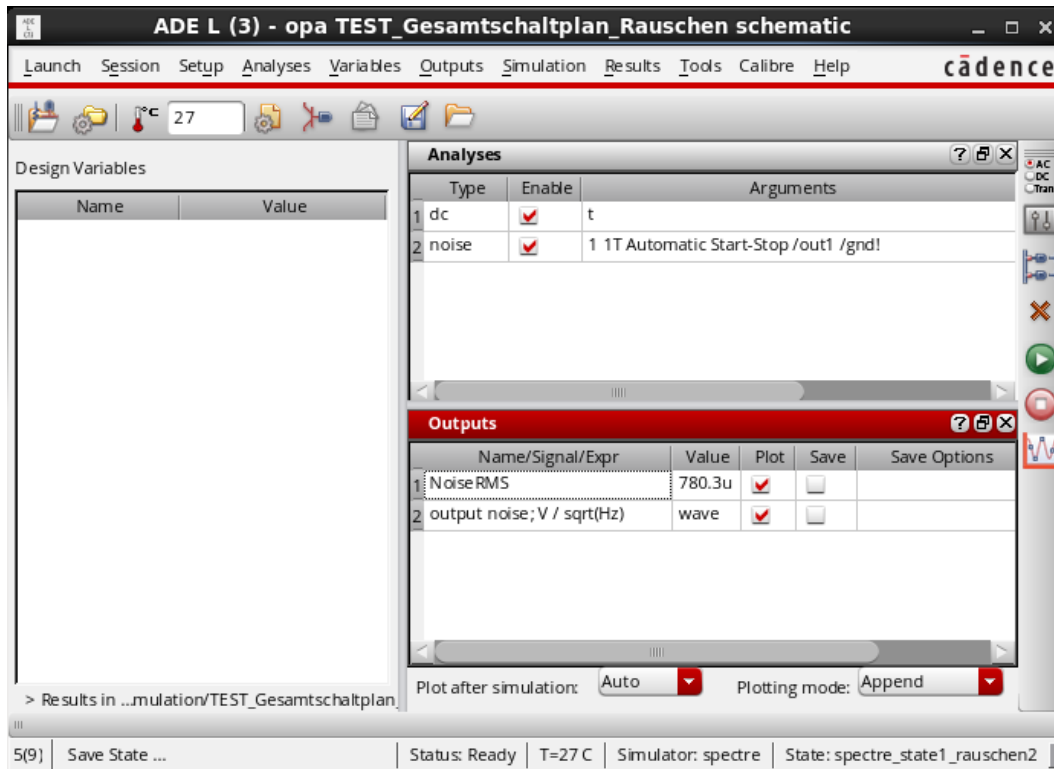 ADE L (3) - opa TEST_Gesamtschaltplan_Rauschen schematic
Launch Session Setup Analyses Variables Outputs Simulation Results Tools Calibre Help cādence
°C 27
Design Variables
Name Value
Analyses
Type Enable Arguments
1 dc t
2 noise 1 1T Automatic Start-Stop /out1 /gnd!
AC
DC
Tran
Outputs
Name/Signal/Expr Value Plot Save Save Options
1 NoiseRMS 780.3u
2 output noise; V / sqrt(Hz) wave
Plot after simulation: Auto Plotting mode: Append
> Results in ...mulation/TEST_Gesamtschaltplan_
5(9) Save State ... Status: Ready T=27 C Simulator: spectre State: spectre_state1_rauschen2